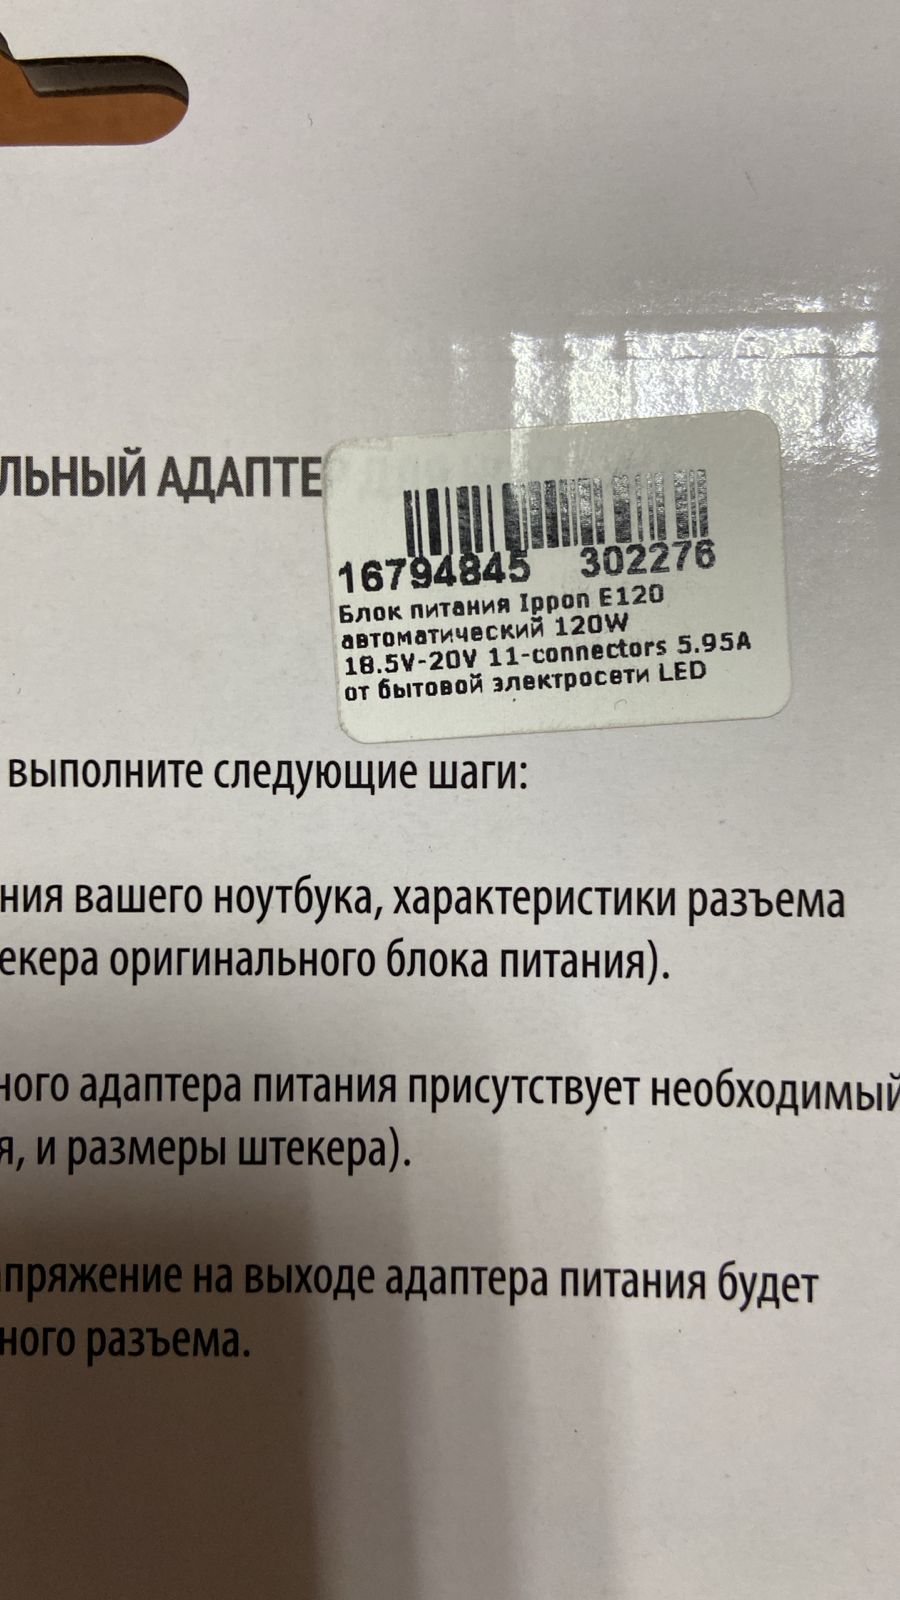 ЛЬНЫЙ АДАПТЕ
16794845 302276
Блок питания Ippon E120
автоматический 120W
18.5V-20V 11-connectors 5.95A
от бытовой электросети LED
выполните следующие шаги:
ния вашего ноутбука, характеристики разъема
екера оригинального блока питания).
ного адаптера питания присутствует необходимый
я, и размеры штекера).
апряжение на выходе адаптера питания будет
ного разъема.